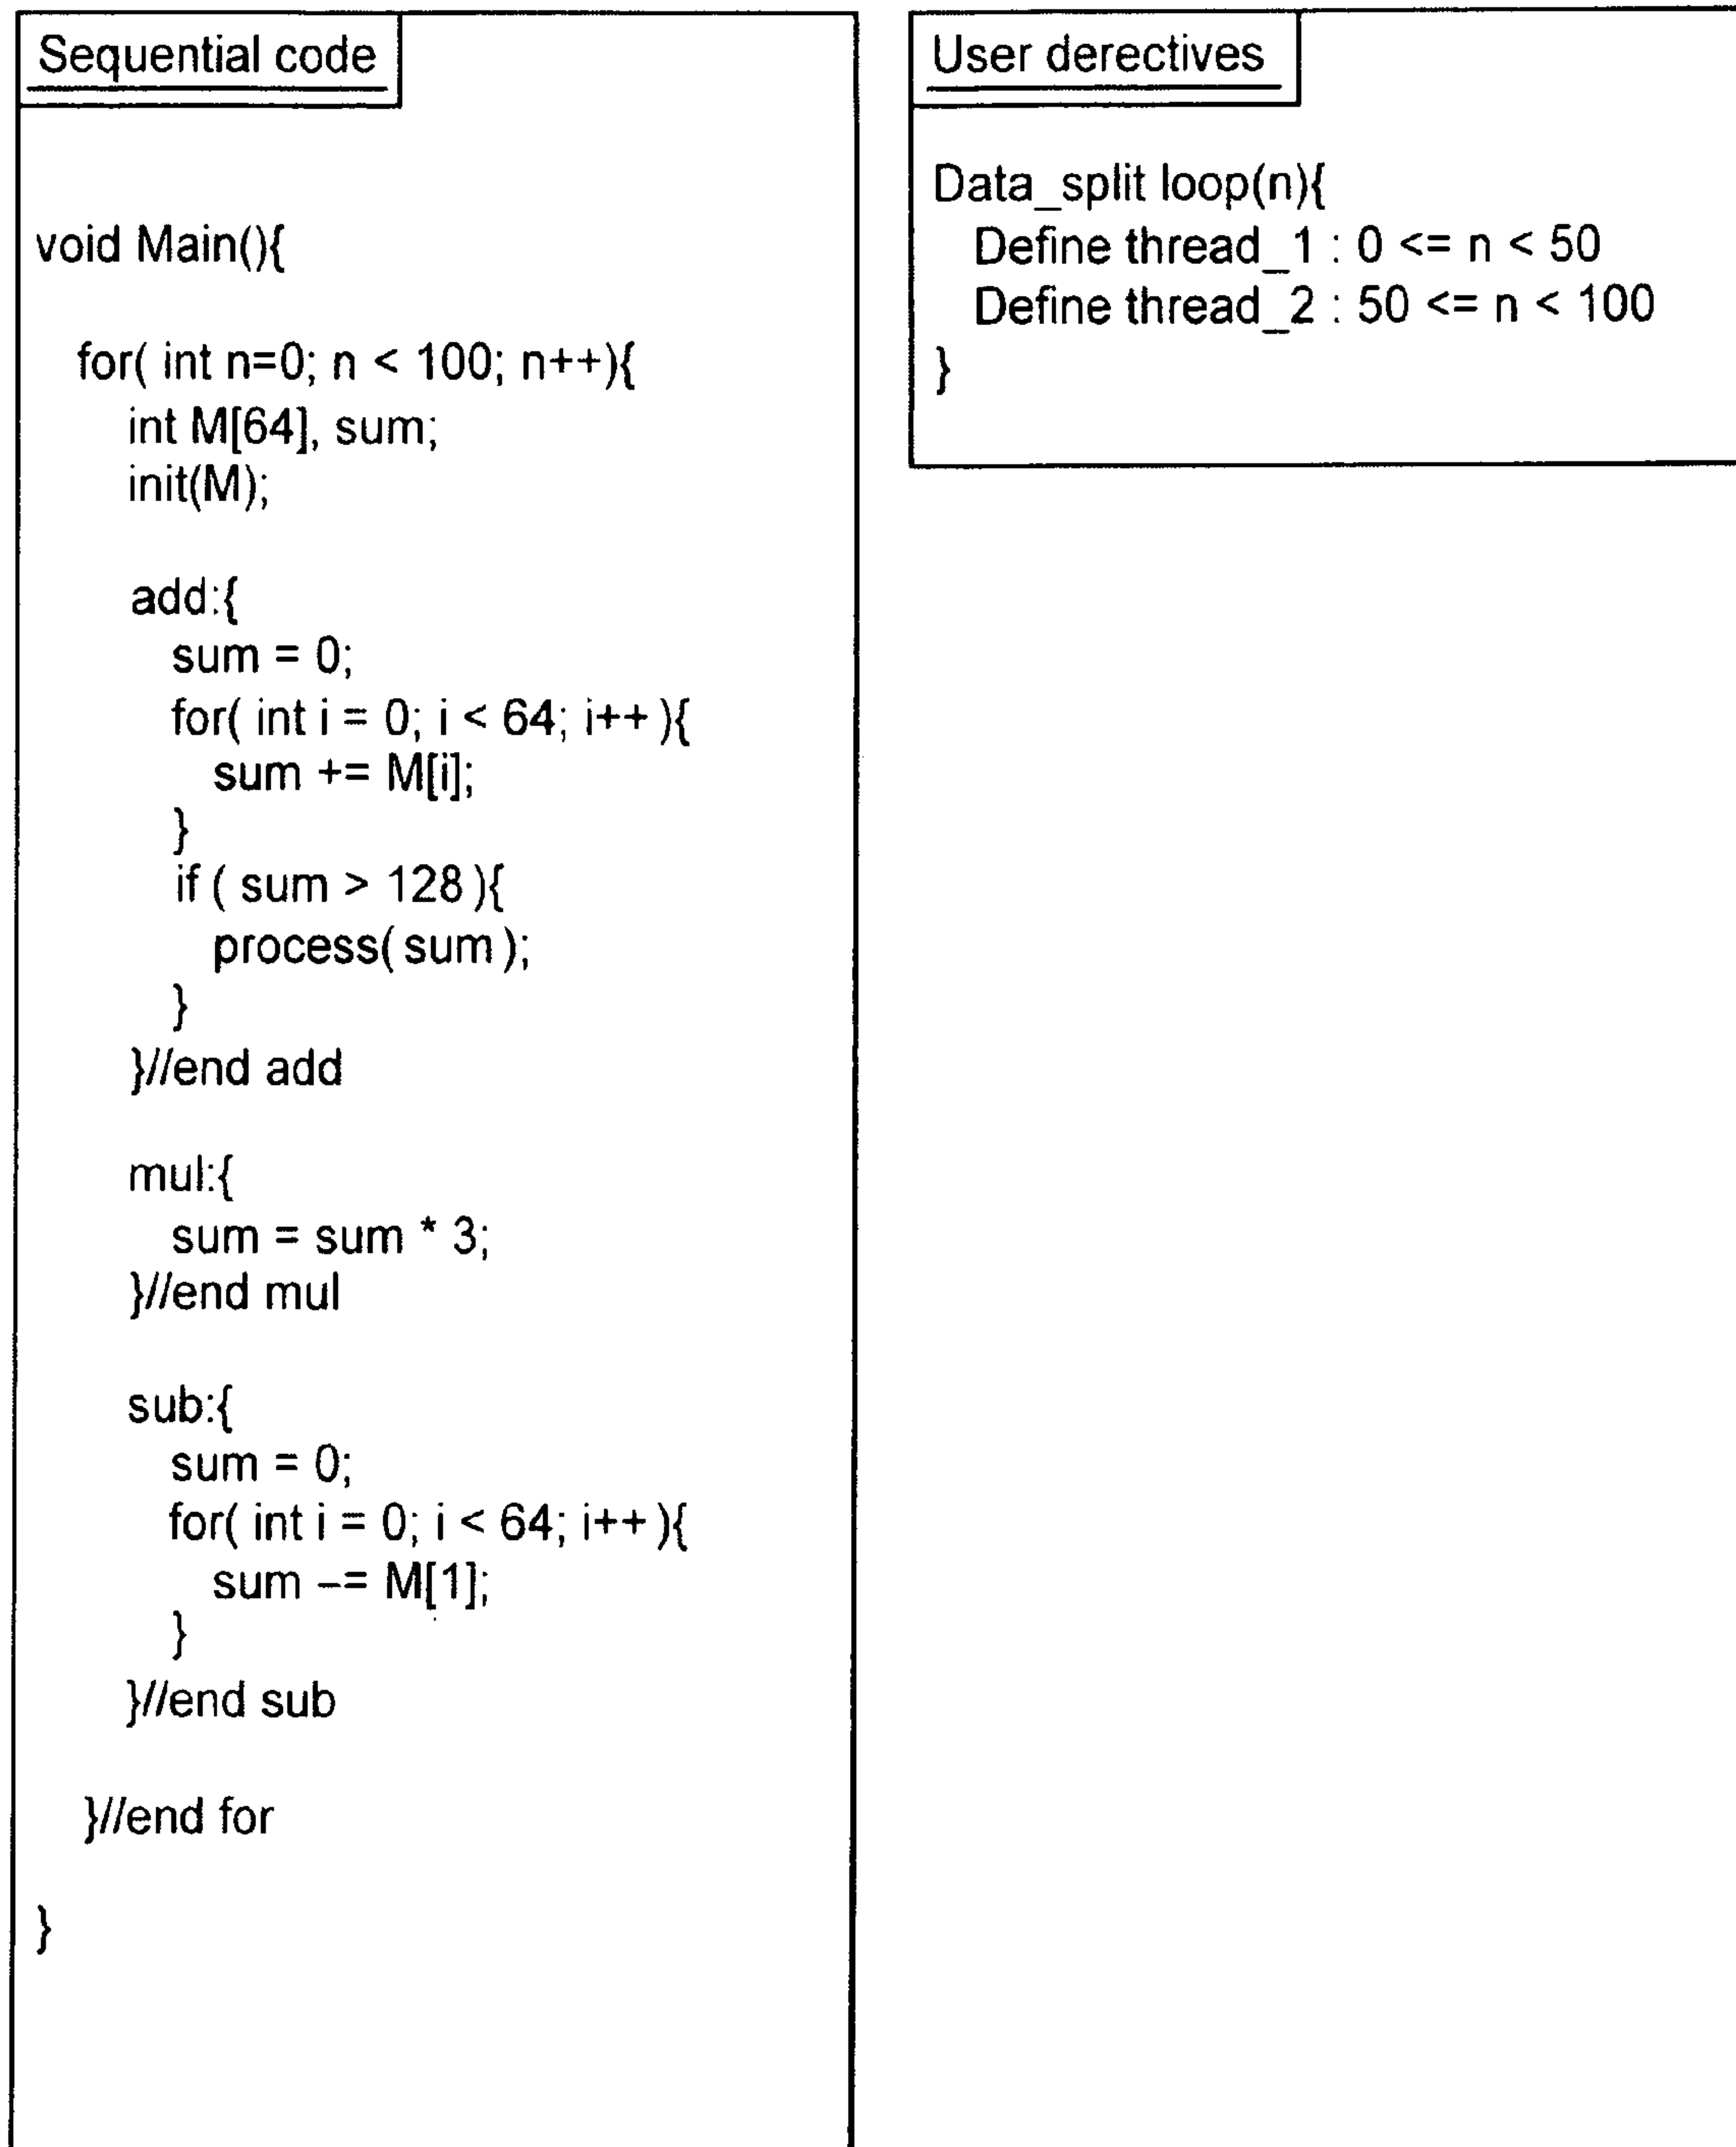 Sequential code
void Main(){
for( int n=0; n < 100; n++){
int M[64], sum;
init(M);
add:{
sum = 0;
for( int i = 0; i < 64; i++ ){
sum += M[i];
}
if ( sum > 128 ){
process( sum );
}
}//end add
mul:{
sum = sum * 3;
}//end mul
sub:{
sum = 0;
for( int i = 0; i < 64; i++ ){
sum –= M[1];
}
}//end sub
}//end for
}
User derectives
Data_split loop(n){
Define thread_1 : 0 <= n < 50
Define thread_2 : 50 <= n < 100
}